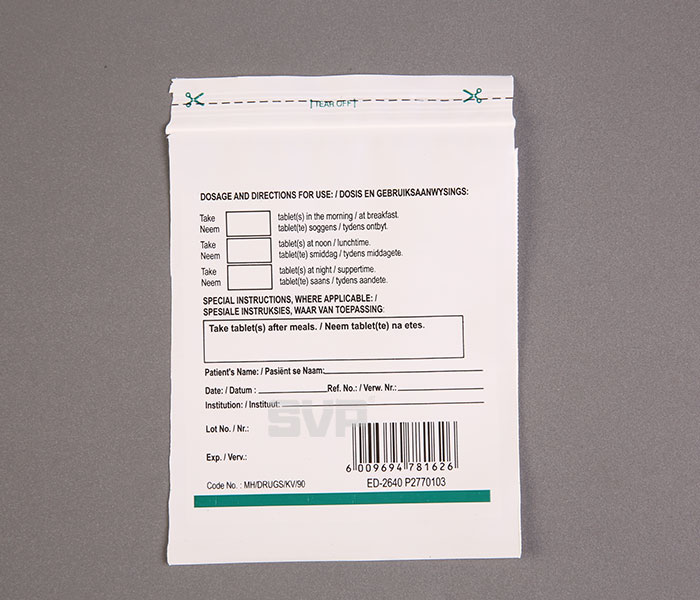 TEAR OFF
DOSAGE AND DIRECTIONS FOR USE: / DOSIS EN GEBRUIKSAANWYSINGS:
Take tablet(s) in the morning / at breakfast.
Neem tablet(te) soggens / tydens ontbyt.
Take tablet(s) at noon / lunchtime.
Neem tablet(te) smiddag / tydens middagete.
Take tablet(s) at night / suppertime.
Neem tablet(te) saans / tydens aandete.
SPECIAL INSTRUCTIONS, WHERE APPLICABLE: /
SPESIALE INSTRUKSIES, WAAR VAN TOEPASSING:
Take tablet(s) after meals. / Neem tablet(te) na etes.
Patient's Name: / Pasiënt se Naam:
Date: / Datum : Ref. No.: / Verw. Nr.:
Institution: / Instituut:
SVP
Lot No. / Nr.:
Exp. / Verv.:
6 009694 781626
Code No. : MH/DRUGS/KV/90 ED-2640 P2770103